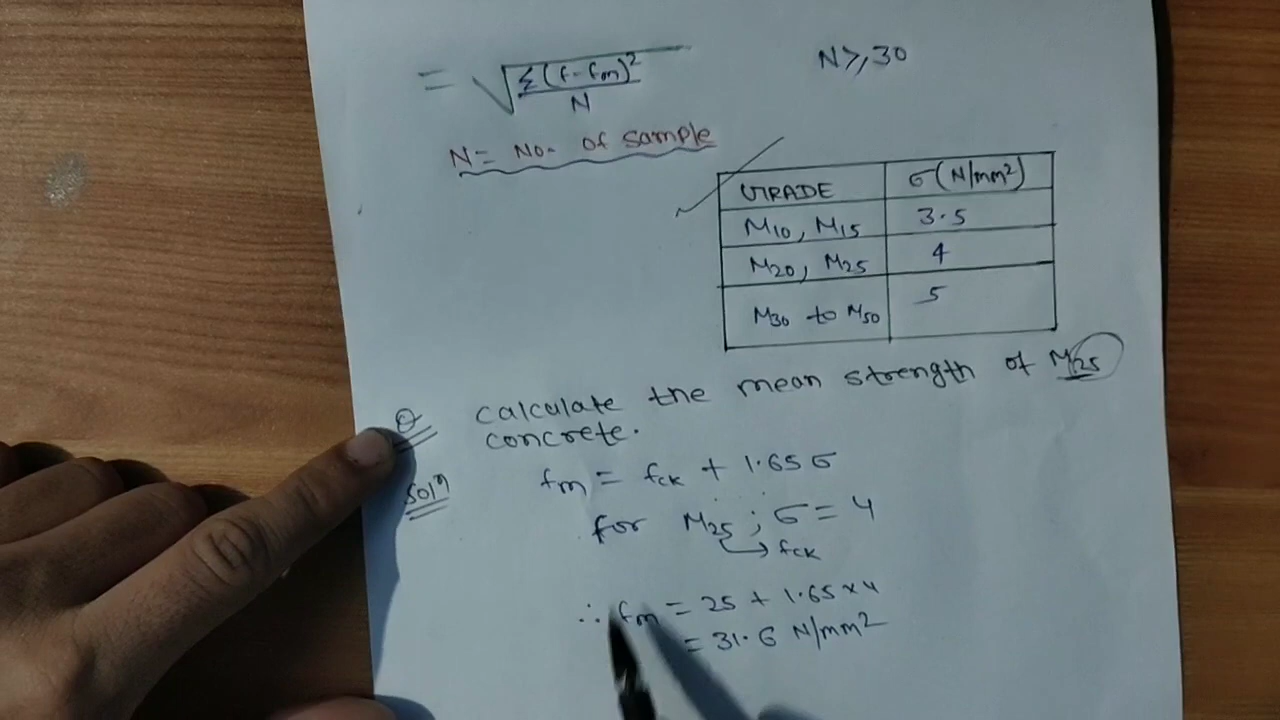 = √Σ(f-fm)²/N
N≥30
N= No. of sample
GRADE σ(N/mm²)
M10, M15 3.5
M20, M25 4
M30 to M50 5
Q Calculate the mean strength of M25
concrete.
Solⁿ fm = fck + 1.65σ
for M25 ; σ = 4
→ fck
∴ fm = 25 + 1.65×4
= 31.6 N/mm²